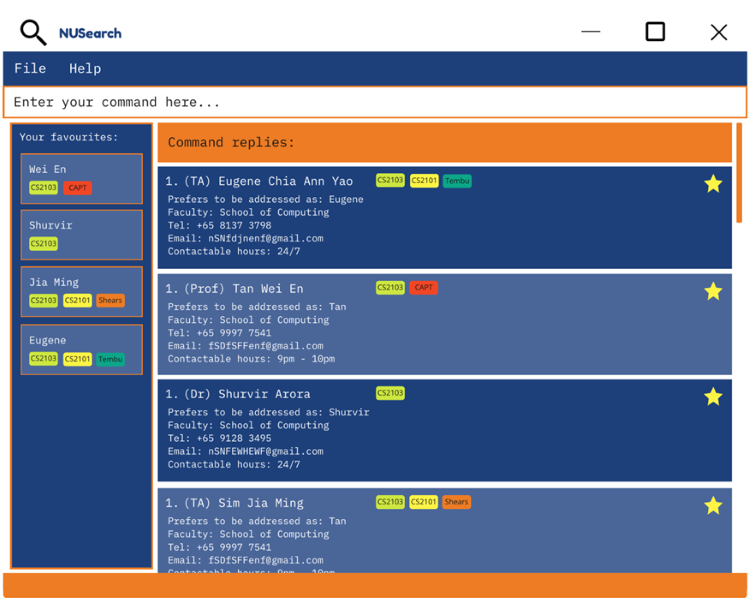 NUSearch
File Help
Enter your command here...
Your favourites:
Wei En
CS2103 CAPT
Shurvir
CS2103
Jia Ming
CS2103 CS2101 Shears
Eugene
CS2103 CS2101 Tembu
Command replies:
1. (TA) Eugene Chia Ann Yao CS2103 CS2101 Tembu
Prefers to be addressed as: Eugene
Faculty: School of Computing
Tel: +65 8137 3798
Email: nSNfdjnenf@gmail.com
Contactable hours: 24/7
1. (Prof) Tan Wei En CS2103 CAPT
Prefers to be addressed as: Tan
Faculty: School of Computing
Tel: +65 9997 7541
Email: fSDfSFFenf@gmail.com
Contactable hours: 9pm - 10pm
1. (Dr) Shurvir Arora CS2103
Prefers to be addressed as: Shurvir
Faculty: School of Computing
Tel: +65 9128 3495
Email: nSNFEWHEWF@gmail.com
Contactable hours: 24/7
1. (TA) Sim Jia Ming CS2103 CS2101 Shears
Prefers to be addressed as: Tan
Faculty: School of Computing
Tel: +65 9997 7541
Email: fSDfSFFenf@gmail.com
Contactable hours: 9pm - 10pm